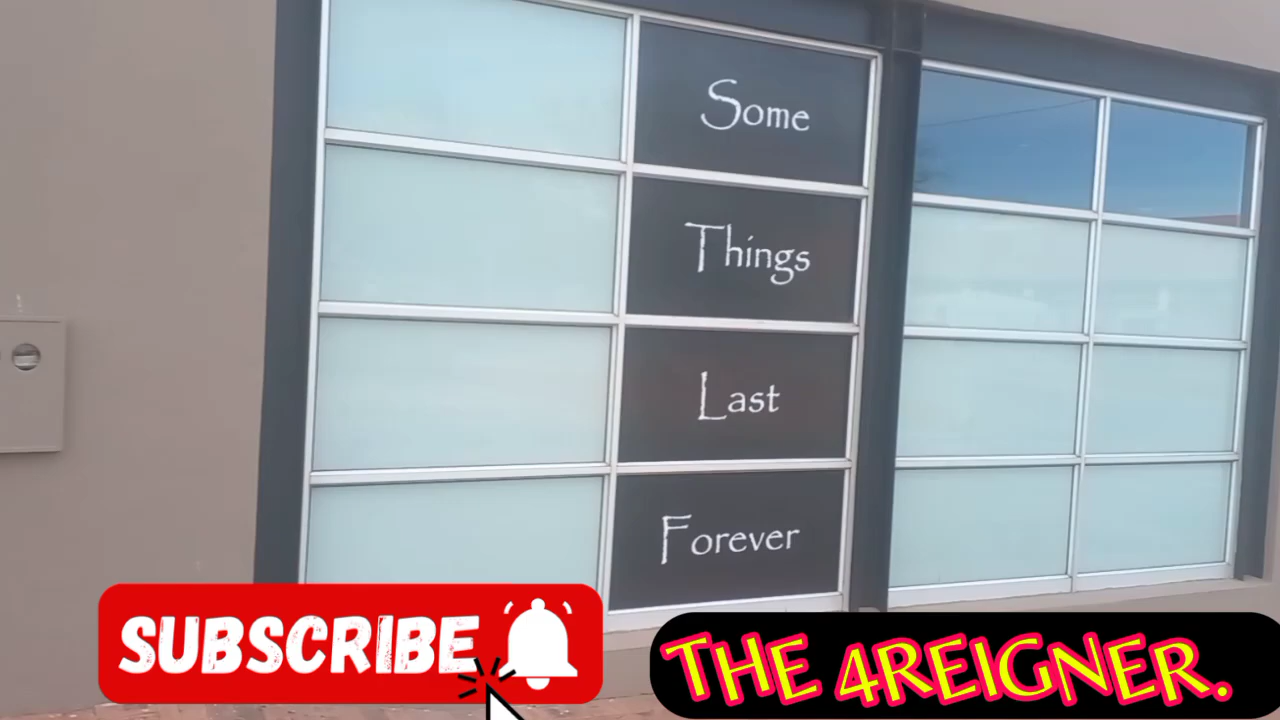 Some
Things
Last
Forever
SUBSCRIBE
THE 4REIGNER.